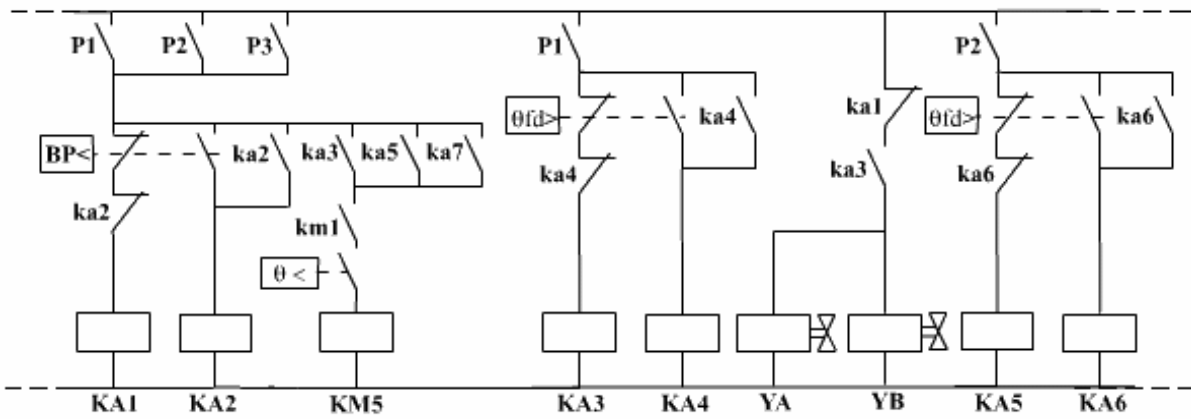 P1 P2 P3 P1 P2
ka1
θfd> ka4 θfd> ka6
BP< ka2 ka3 ka5 ka7
ka4 ka3 ka6
ka2
km1
θ <
KA1 KA2 KM5 KA3 KA4 YA YB KA5 KA6